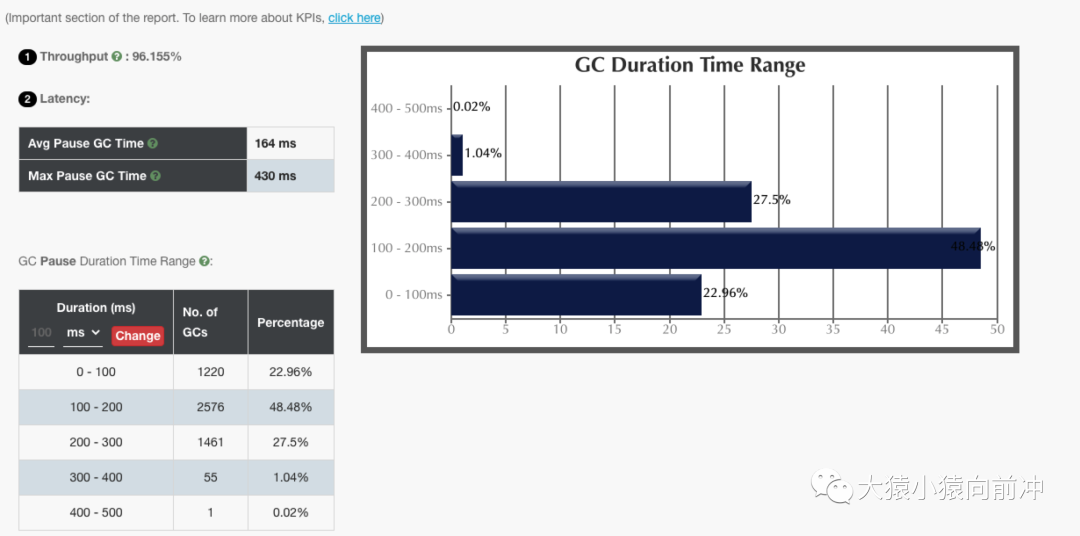 (Important section of the report. To learn more about KPIs, click here)
1 Throughput ? : 96.155%
2 Latency:
Avg Pause GC Time ? 164 ms
Max Pause GC Time ? 430 ms
GC Pause Duration Time Range ?:
Duration (ms) No. of GCs Percentage
100 ms Change
0 - 100 1220 22.96%
100 - 200 2576 48.48%
200 - 300 1461 27.5%
300 - 400 55 1.04%
400 - 500 1 0.02%
GC Duration Time Range
400 - 500ms 0.02%
300 - 400ms 1.04%
200 - 300ms 27.5%
100 - 200ms 48.48%
0 - 100ms 22.96%
0 5 10 15 20 25 30 35 40 45 50
大猿小猿向前冲